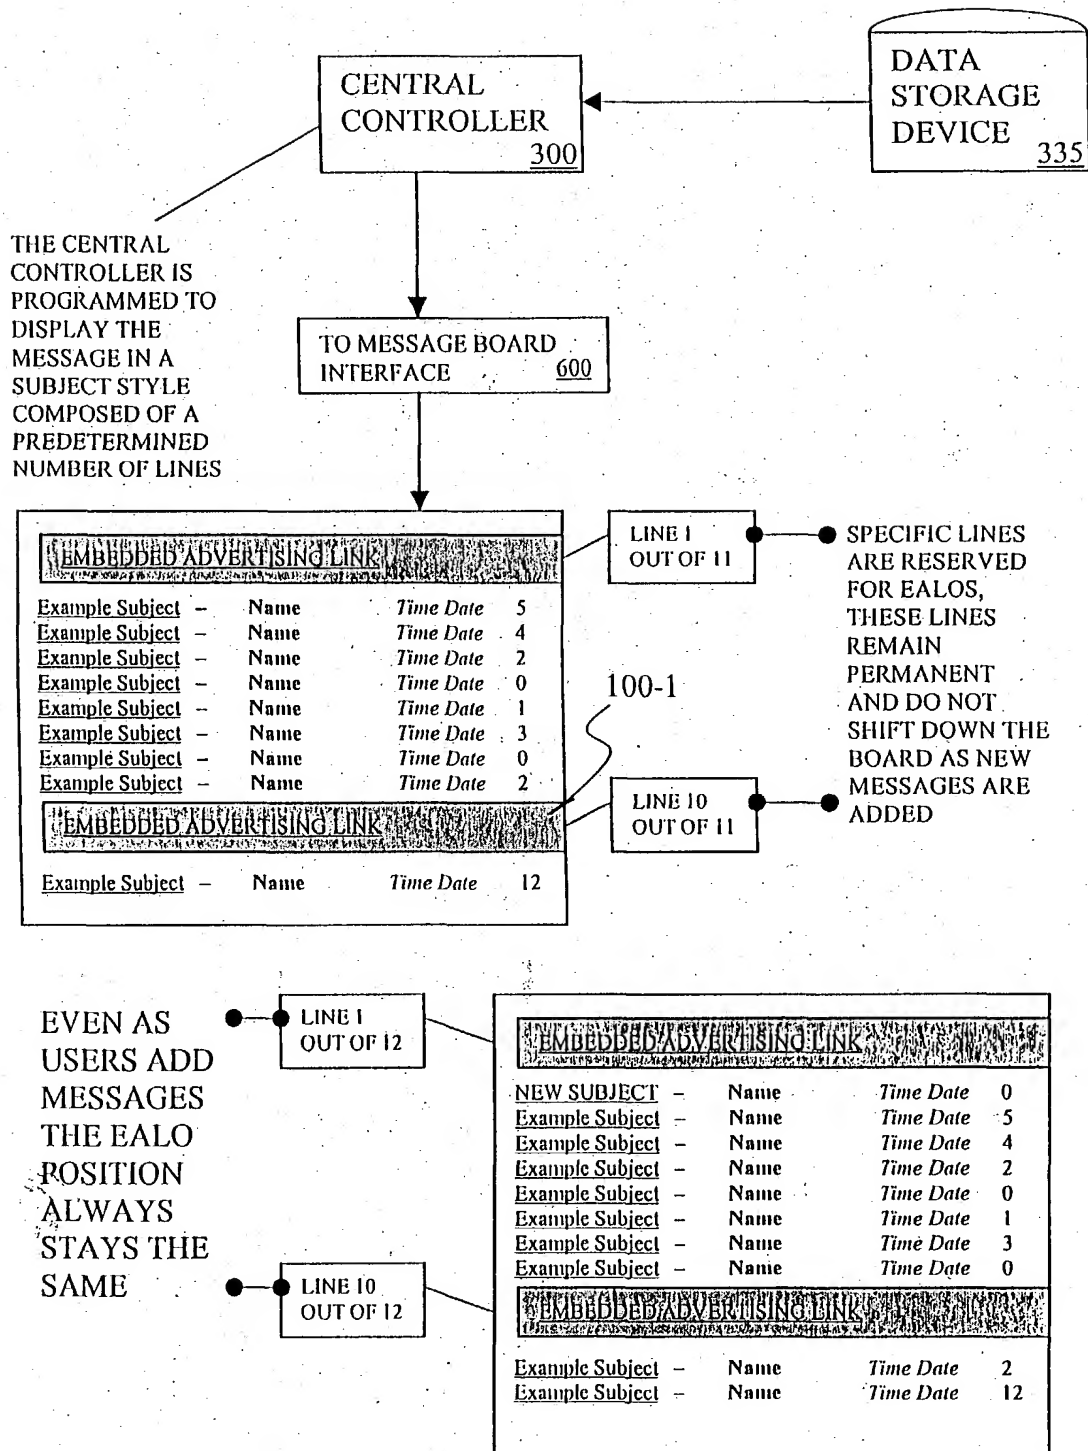 CENTRAL
CONTROLLER
300
DATA
STORAGE
DEVICE
335
THE CENTRAL
CONTROLLER IS
PROGRAMMED TO
DISPLAY THE
MESSAGE IN A
SUBJECT STYLE
COMPOSED OF A
PREDETERMINED
NUMBER OF LINES
TO MESSAGE BOARD
INTERFACE 600
EMBEDDED ADVERTISING LINK
Example Subject – Name Time Date 5
Example Subject – Name Time Date 4
Example Subject – Name Time Date 2
Example Subject – Name Time Date 0
Example Subject – Name Time Date 1
Example Subject – Name Time Date 3
Example Subject – Name Time Date 0
Example Subject – Name Time Date 2
EMBEDDED ADVERTISING LINK
Example Subject – Name Time Date 12
LINE 1
OUT OF 11
100-1
LINE 10
OUT OF 11
SPECIFIC LINES
ARE RESERVED
FOR EALOS,
THESE LINES
REMAIN
PERMANENT
AND DO NOT
SHIFT DOWN THE
BOARD AS NEW
MESSAGES ARE
ADDED
EVEN AS
USERS ADD
MESSAGES
THE EALO
POSITION
ALWAYS
STAYS THE
SAME
LINE 1
OUT OF 12
LINE 10
OUT OF 12
EMBEDDED ADVERTISING LINK
NEW SUBJECT – Name Time Date 0
Example Subject – Name Time Date 5
Example Subject – Name Time Date 4
Example Subject – Name Time Date 2
Example Subject – Name Time Date 0
Example Subject – Name Time Date 1
Example Subject – Name Time Date 3
Example Subject – Name Time Date 0
EMBEDDED ADVERTISING LINK
Example Subject – Name Time Date 2
Example Subject – Name Time Date 12